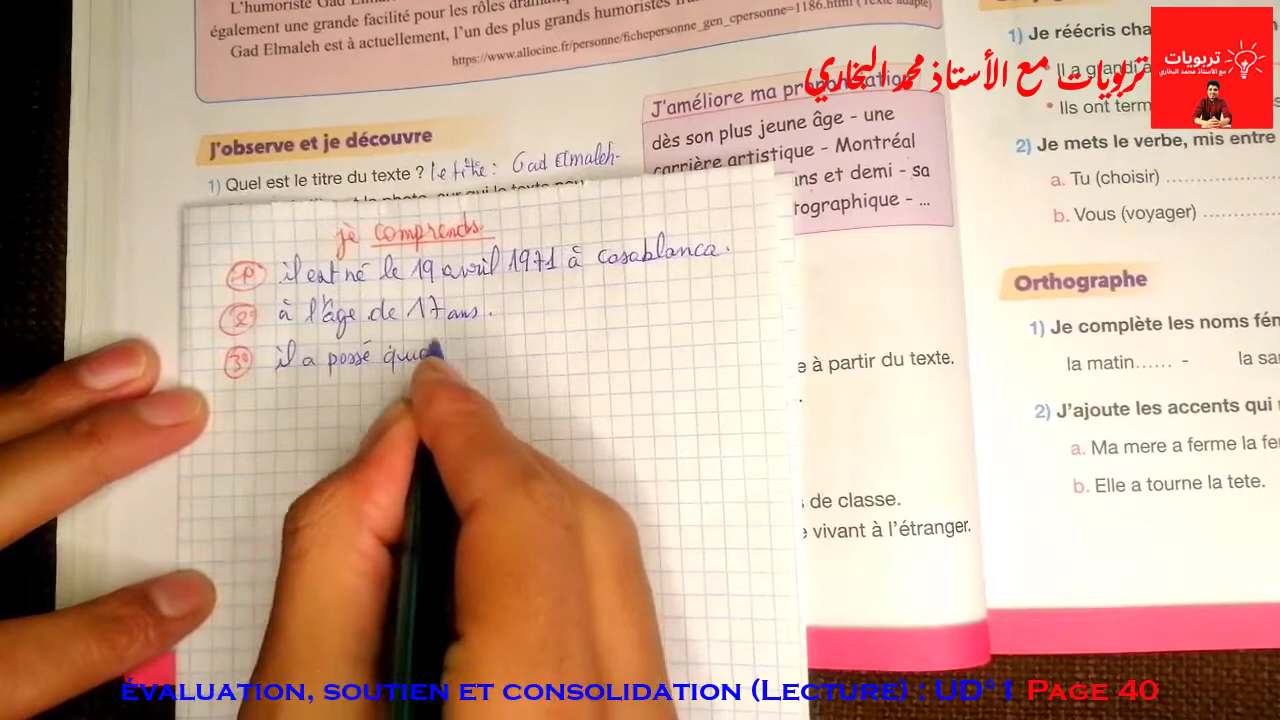 L'humoriste Gad
également une grande facilité pour les rôles
Gad Elmaleh est à actuellement, l'un des plus grands humoristes
https://www.allocine.fr/personne/fichepersonne_gen_cpersonne=1186.html (Texte adapté)
J'observe et je découvre
1) Quel est le titre du texte ? le titre : Gad Elmaleh.
J'améliore ma prononciation
dès son plus jeune âge - une
carrière artistique - Montréal
ans et demi - sa
tographique - ...
je comprends.
1° il est né le 19 avril 1971 à Casablanca.
2° à l'âge de 17 ans.
3° il a passé qua
e à partir du texte.
de classe.
vivant à l'étranger.
1) Je réécris cha
• Il a grandi
• Ils ont term
2) Je mets le verbe, mis entre
a. Tu (choisir) ..................
b. Vous (voyager) ..............
Orthographe
1) Je complète les noms fém
la matin...... - la sa
2) J'ajoute les accents qui
a. Ma mere a ferme la fe
b. Elle a tourne la tete.
تربويات مع الأستاذ محمد البخاري
تربويات
مع الأستاذ محمد البخاري
évaluation, soutien et consolidation (Lecture) : UD°1 Page 40